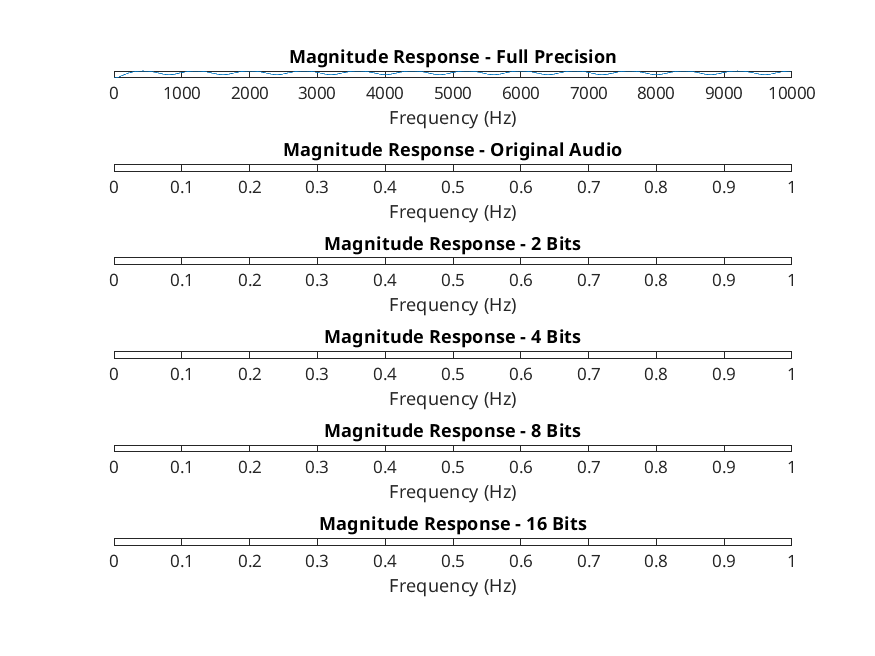 Magnitude Response - Full Precision
0 1000 2000 3000 4000 5000 6000 7000 8000 9000 10000
Frequency (Hz)
Magnitude Response - Original Audio
0 0.1 0.2 0.3 0.4 0.5 0.6 0.7 0.8 0.9 1
Frequency (Hz)
Magnitude Response - 2 Bits
0 0.1 0.2 0.3 0.4 0.5 0.6 0.7 0.8 0.9 1
Frequency (Hz)
Magnitude Response - 4 Bits
0 0.1 0.2 0.3 0.4 0.5 0.6 0.7 0.8 0.9 1
Frequency (Hz)
Magnitude Response - 8 Bits
0 0.1 0.2 0.3 0.4 0.5 0.6 0.7 0.8 0.9 1
Frequency (Hz)
Magnitude Response - 16 Bits
0 0.1 0.2 0.3 0.4 0.5 0.6 0.7 0.8 0.9 1
Frequency (Hz)